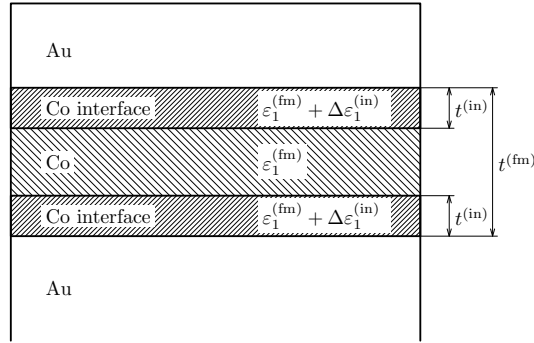 Au
Co interface ε₁⁽ᶠᵐ⁾ + Δε₁⁽ⁱⁿ⁾ t⁽ⁱⁿ⁾
Co ε₁⁽ᶠᵐ⁾ t⁽ᶠᵐ⁾
Co interface ε₁⁽ᶠᵐ⁾ + Δε₁⁽ⁱⁿ⁾ t⁽ⁱⁿ⁾
Au